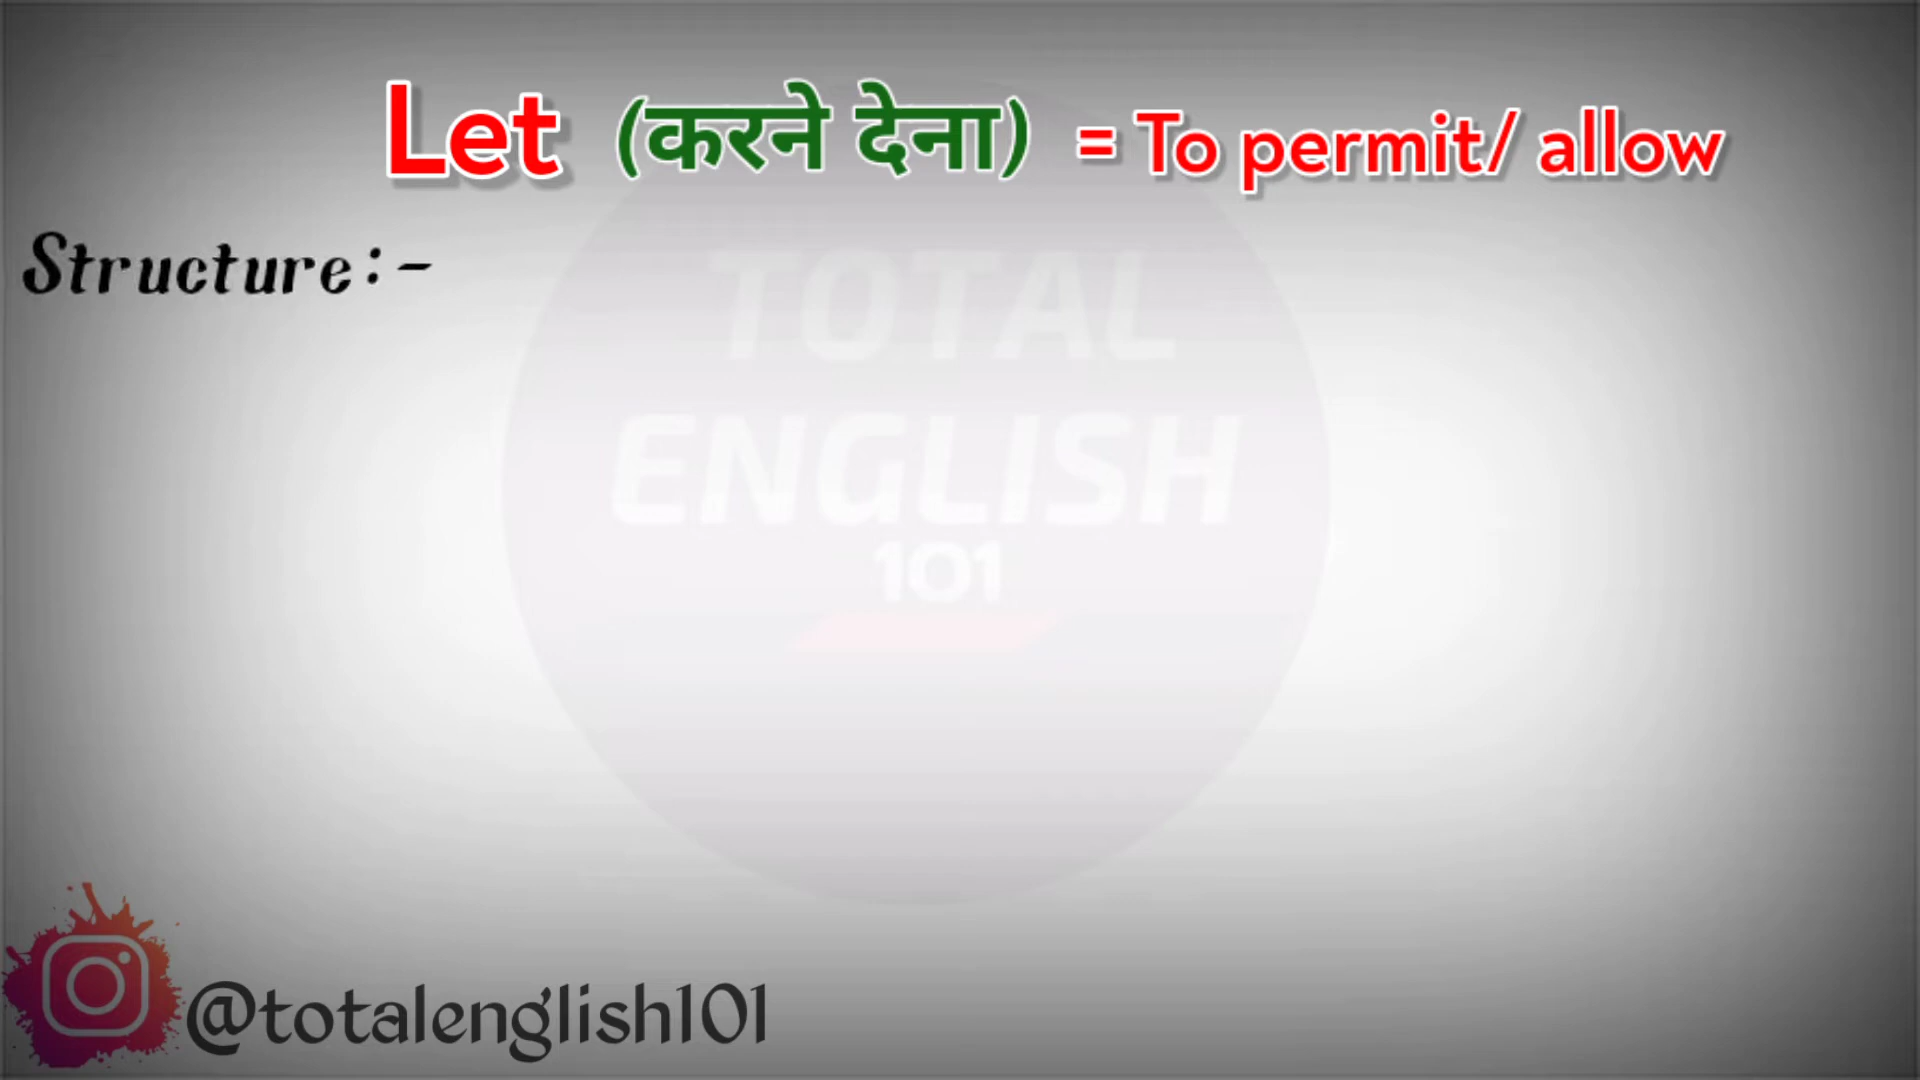 Let (करने देना) = To permit/ allow
Structure:-
TOTAL
ENGLISH
101
@totalenglish101